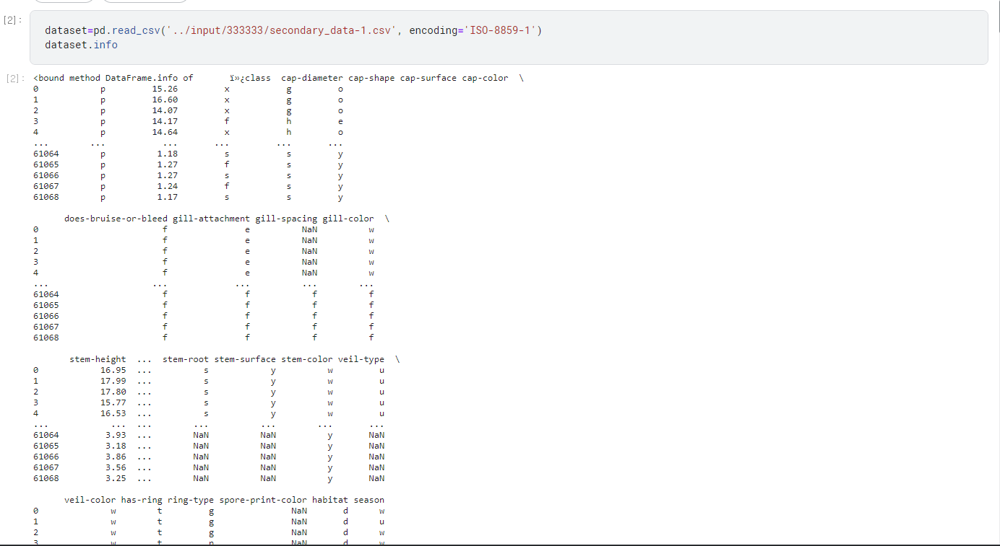 [2]:
dataset=pd.read_csv('../input/333333/secondary_data-1.csv', encoding='ISO-8859-1')
dataset.info
[2]:
<bound method DataFrame.info of       ï»¿class  cap-diameter cap-shape cap-surface cap-color  \
0            p         15.26         x          g         o
1            p         16.60         x          g         o
2            p         14.07         x          g         o
3            p         14.17         f          h         e
4            p         14.64         x          h         o
...        ...           ...       ...        ...       ...
61064        p          1.18         s          s         y
61065        p          1.27         f          s         y
61066        p          1.27         s          s         y
61067        p          1.24         f          s         y
61068        p          1.17         s          s         y
does-bruise-or-bleed gill-attachment gill-spacing gill-color  \
0                        f               e          NaN          w
1                        f               e          NaN          w
2                        f               e          NaN          w
3                        f               e          NaN          w
4                        f               e          NaN          w
...                    ...             ...          ...        ...
61064                    f               f           f          f
61065                    f               f           f          f
61066                    f               f           f          f
61067                    f               f           f          f
61068                    f               f           f          f
stem-height  ...  stem-root stem-surface stem-color veil-type  \
0            16.95  ...          s            y          w         u
1            17.99  ...          s            y          w         u
2            17.80  ...          s            y          w         u
3            15.77  ...          s            y          w         u
4            16.53  ...          s            y          w         u
...            ...  ...        ...          ...        ...       ...
61064         3.93  ...        NaN          NaN          y       NaN
61065         3.18  ...        NaN          NaN          y       NaN
61066         3.86  ...        NaN          NaN          y       NaN
61067         3.56  ...        NaN          NaN          y       NaN
61068         3.25  ...        NaN          NaN          y       NaN
veil-color has-ring ring-type spore-print-color habitat season
0              w        t         g               NaN       d      w
1              w        t         g               NaN       d      u
2              w        t         g               NaN       d      w
3              w        t         p               NaN       d      w